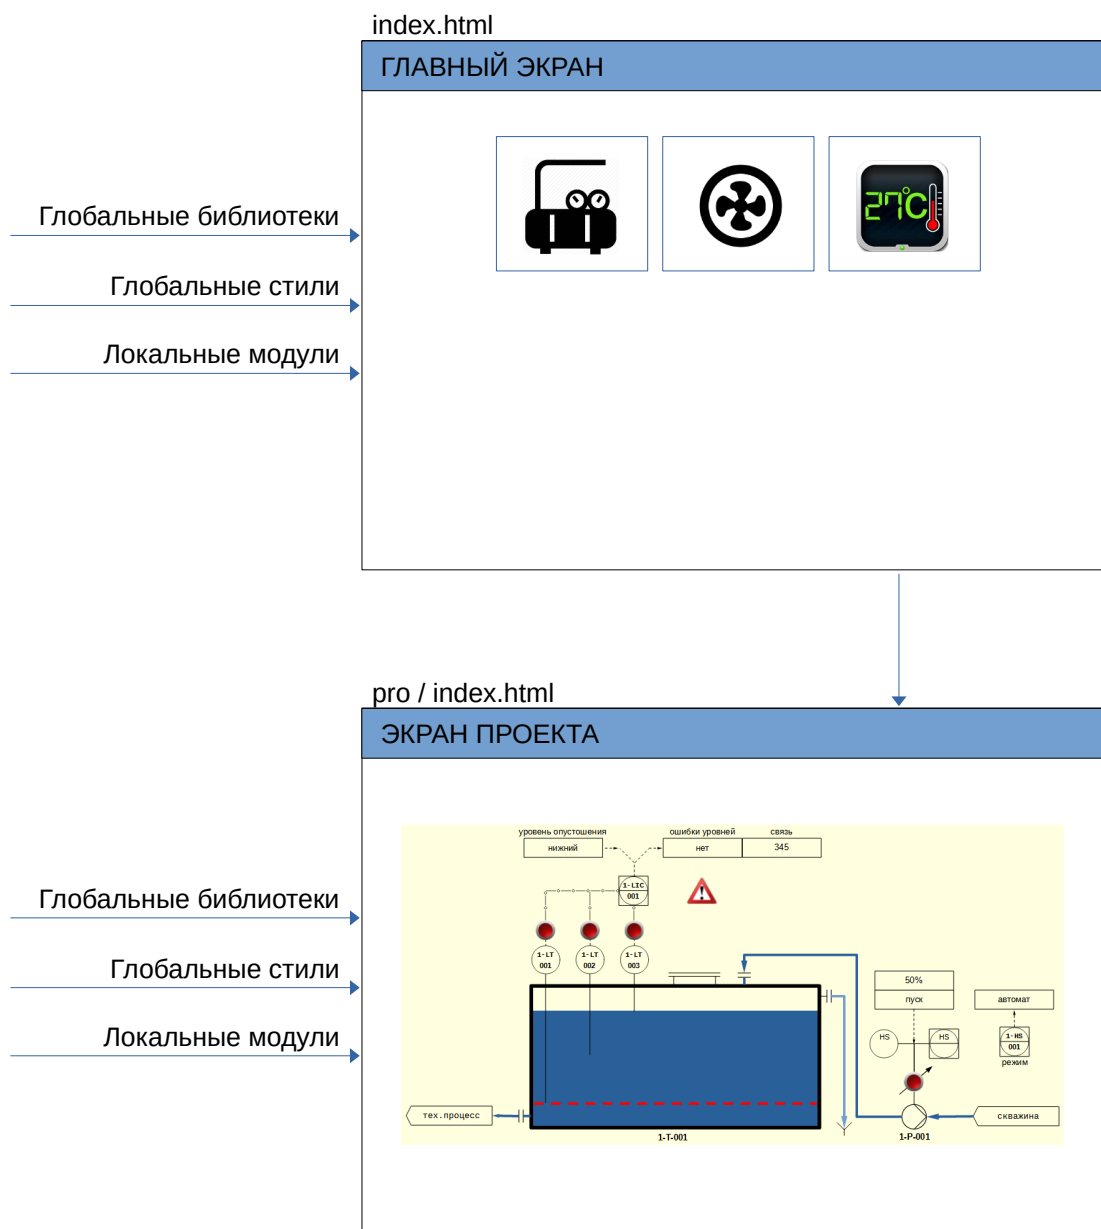 index.html
ГЛАВНЫЙ ЭКРАН
27°C
Глобальные библиотеки
Глобальные стили
Локальные модули
pro / index.html
ЭКРАН ПРОЕКТА
уровень опустошения
ошибки уровней
связь
нижний
нет
345
1-LIC
001
Глобальные библиотеки
1-LT
001
1-LT
002
1-LT
003
Глобальные стили
50%
пуск
автомат
Локальные модули
HS
HS
1-HS
001
режим
тех.процесс
скважина
1-T-001
1-P-001